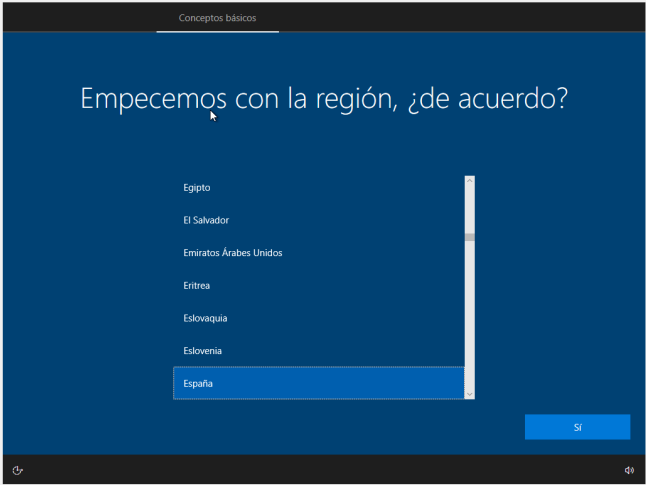 Conceptos básicos
Empecemos con la región, ¿de acuerdo?
Egipto
El Salvador
Emiratos Árabes Unidos
Eritrea
Eslovaquia
Eslovenia
España
Sí